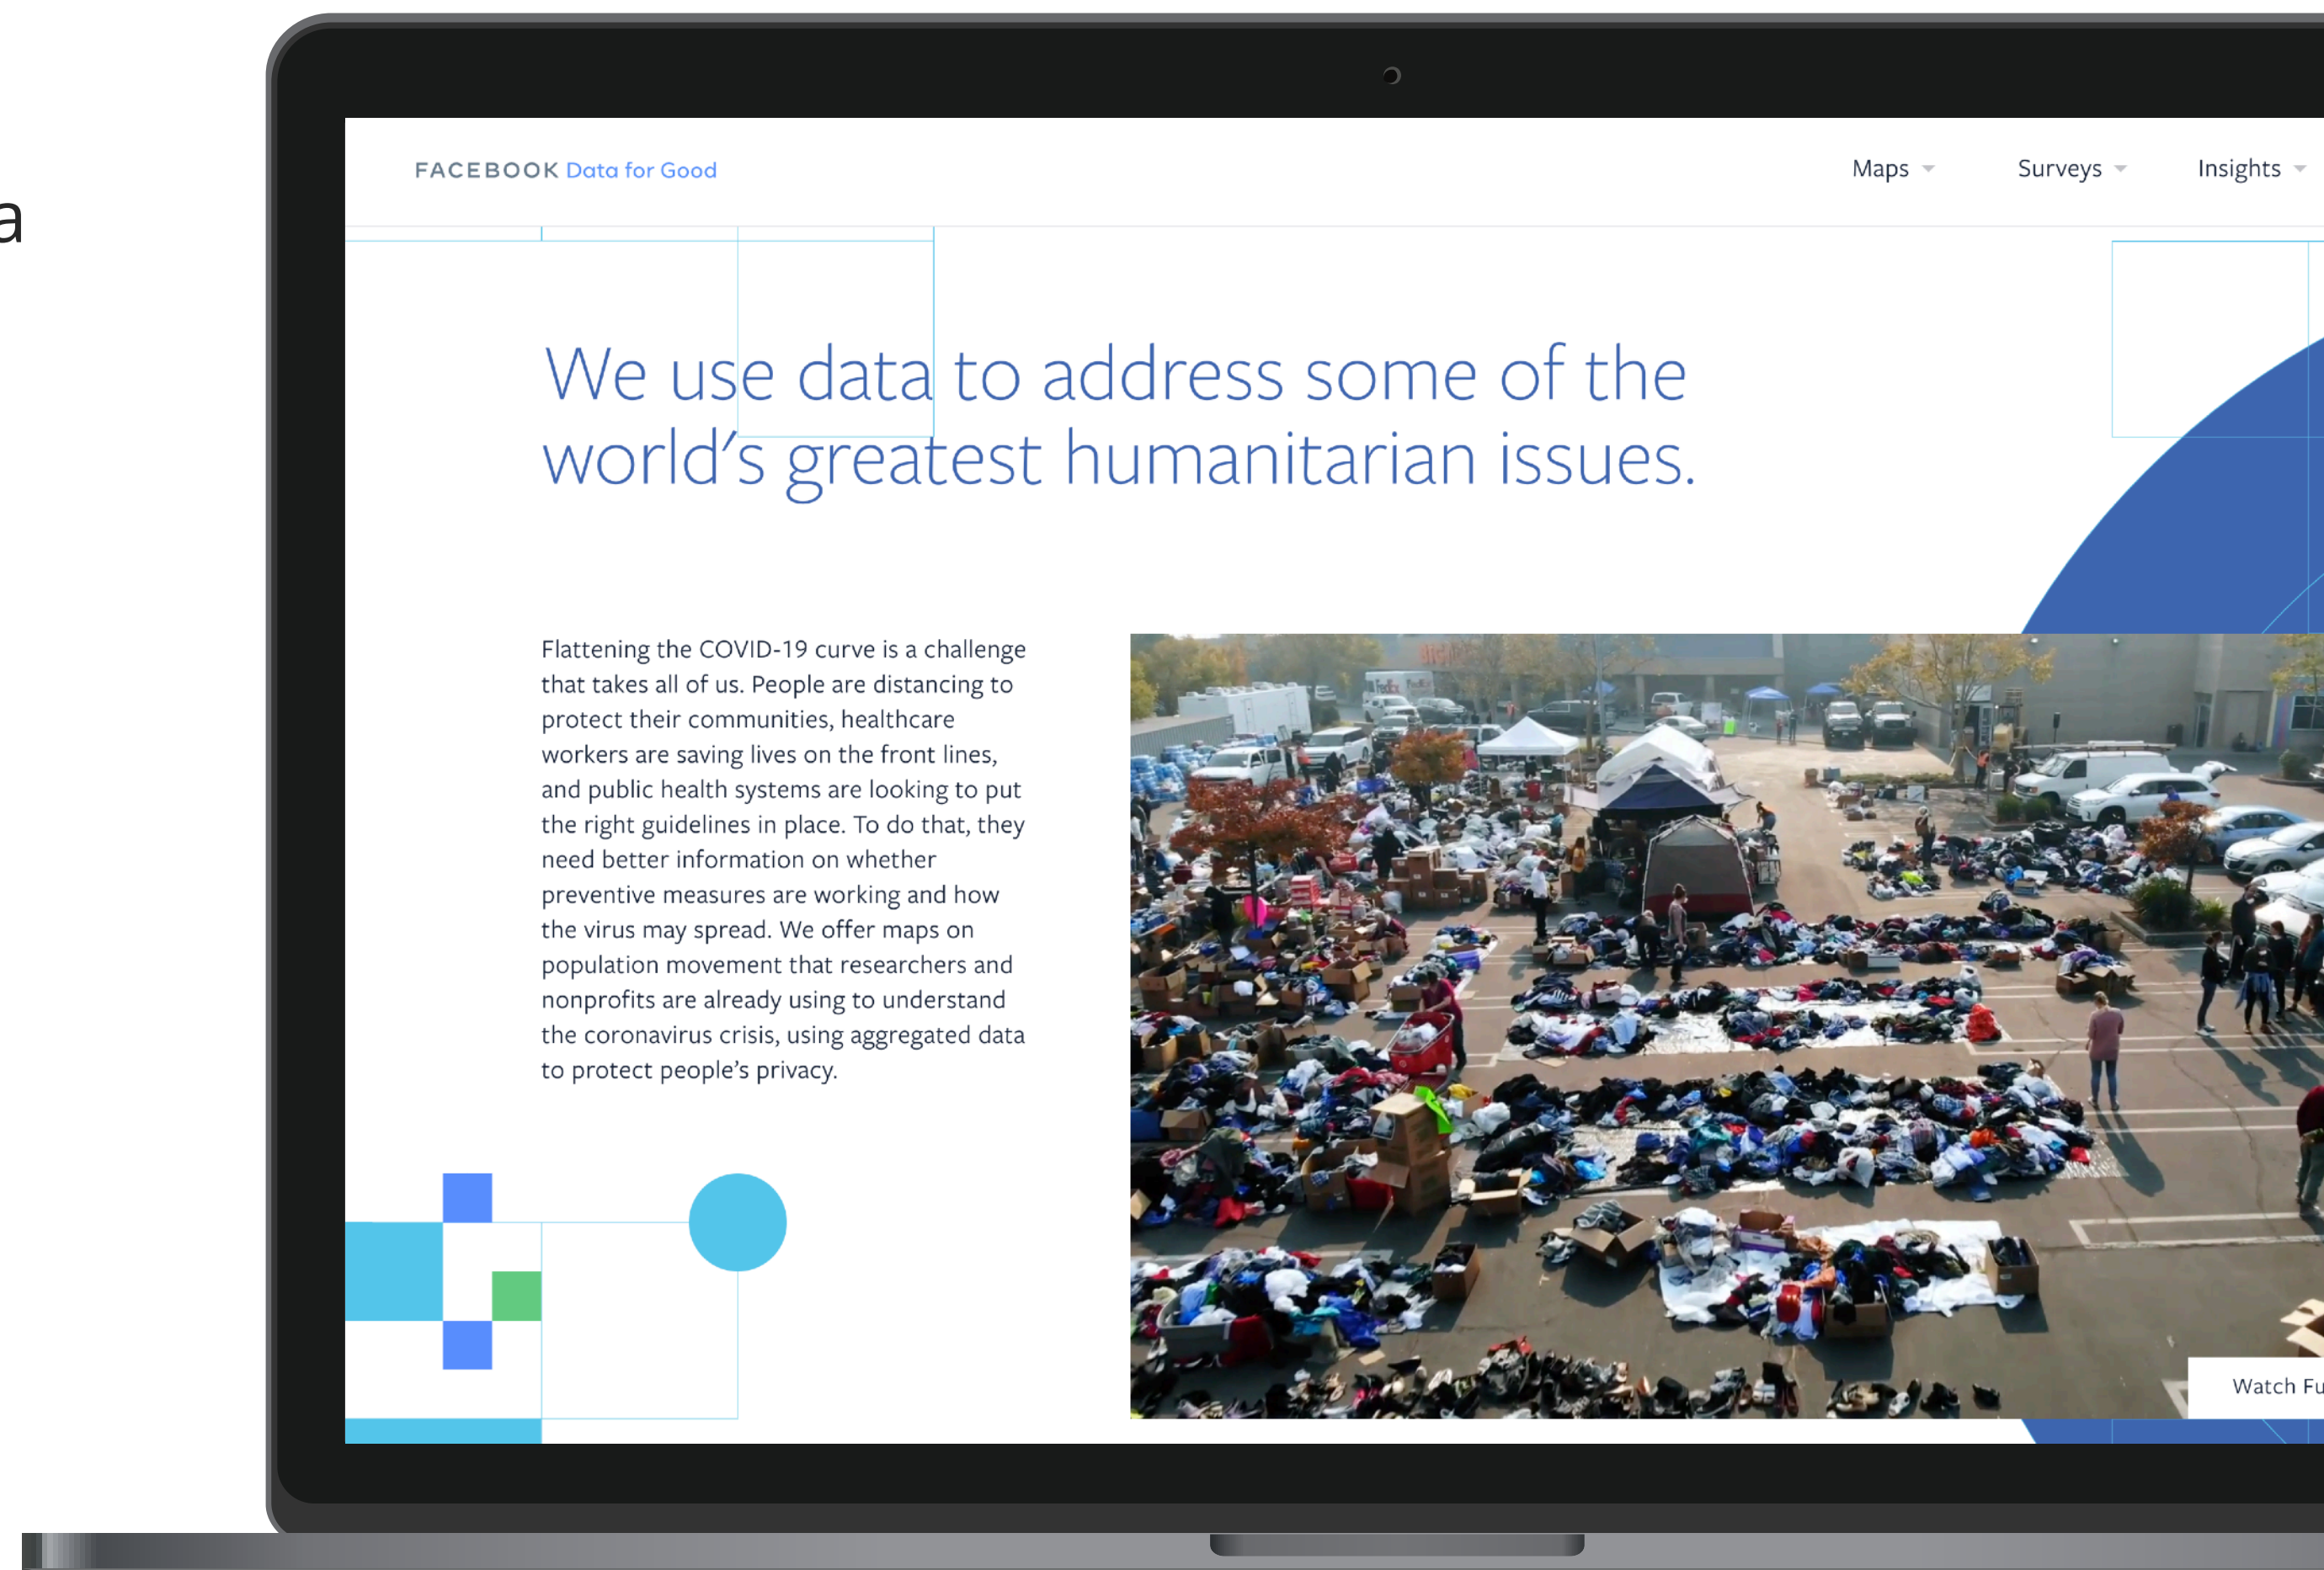 a
FACEBOOK Data for Good
Maps
Surveys
Insights
We use data to address some of the
world's greatest humanitarian issues.
Flattening the COVID-19 curve is a challenge
that takes all of us. People are distancing to
protect their communities, healthcare
workers are saving lives on the front lines,
and public health systems are looking to put
the right guidelines in place. To do that, they
need better information on whether
preventive measures are working and how
the virus may spread. We offer maps on
population movement that researchers and
nonprofits are already using to understand
the coronavirus crisis, using aggregated data
to protect people’s privacy.
Watch